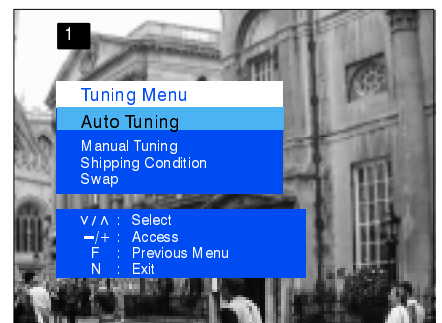 1
Tuning Menu
Auto Tuning
Manual Tuning
Shipping Condition
Swap
∨/∧ : Select
−/+ : Access
F : Previous Menu
N : Exit